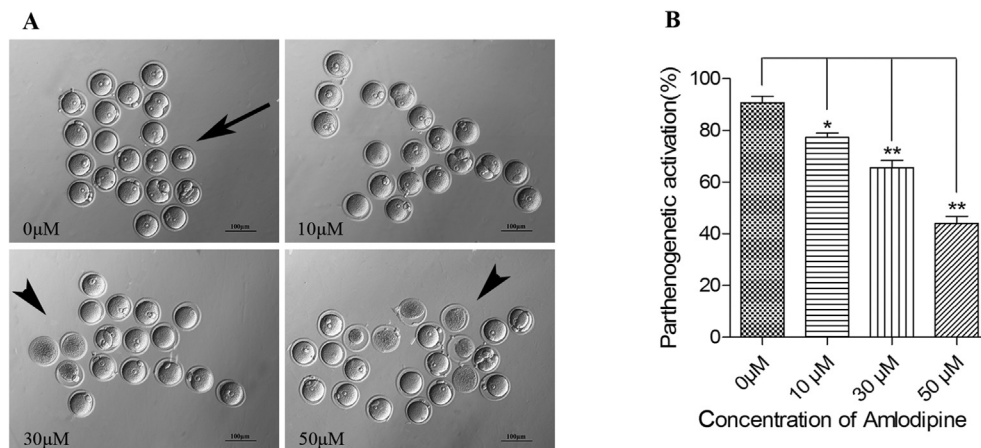 A
0μM
100μm
10μM
100μm
30μM
100μm
50μM
100μm
B
Parthenogenetic activation(%)
100
80
60
40
20
0
*
**
**
0μM
10 μM
30 μM
50 μM
Concentration of Amlodipine